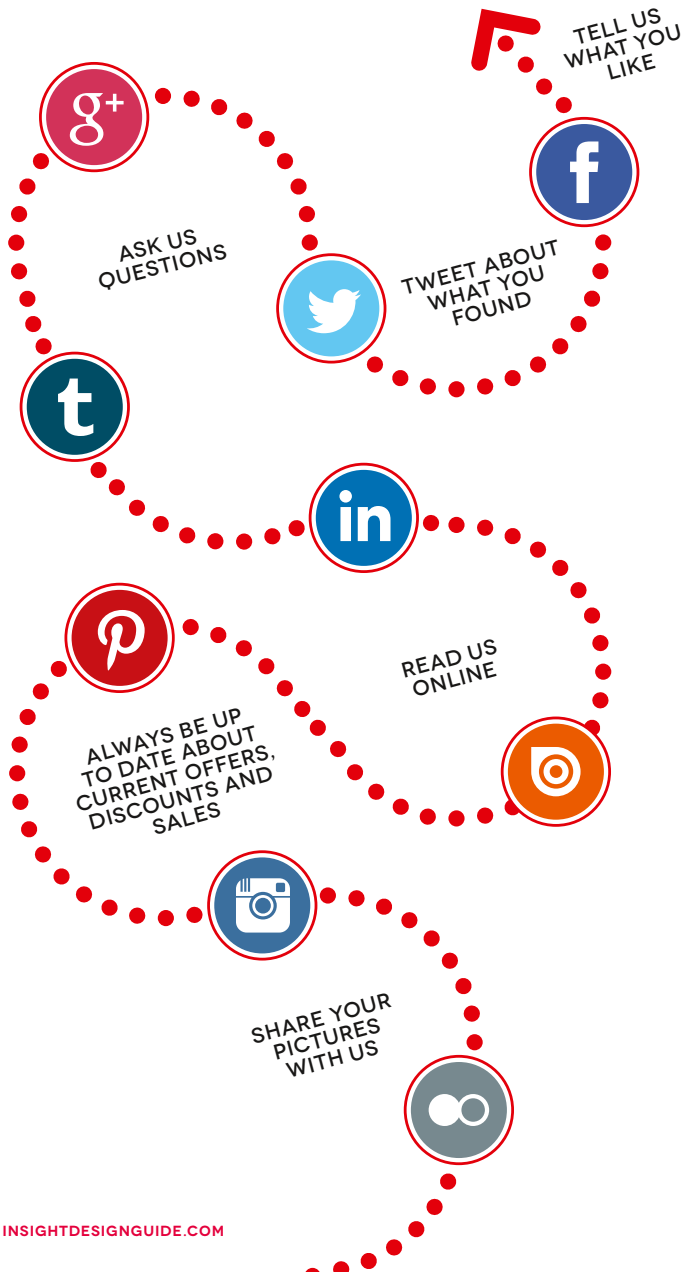 TELL US
WHAT YOU
LIKE
g+
f
ASK US
QUESTIONS
TWEET ABOUT
WHAT YOU
FOUND
t
in
READ US
ONLINE
ALWAYS BE UP
TO DATE ABOUT
CURRENT OFFERS,
DISCOUNTS AND
SALES
SHARE YOUR
PICTURES
WITH US
INSIGHTDESIGNGUIDE.COM